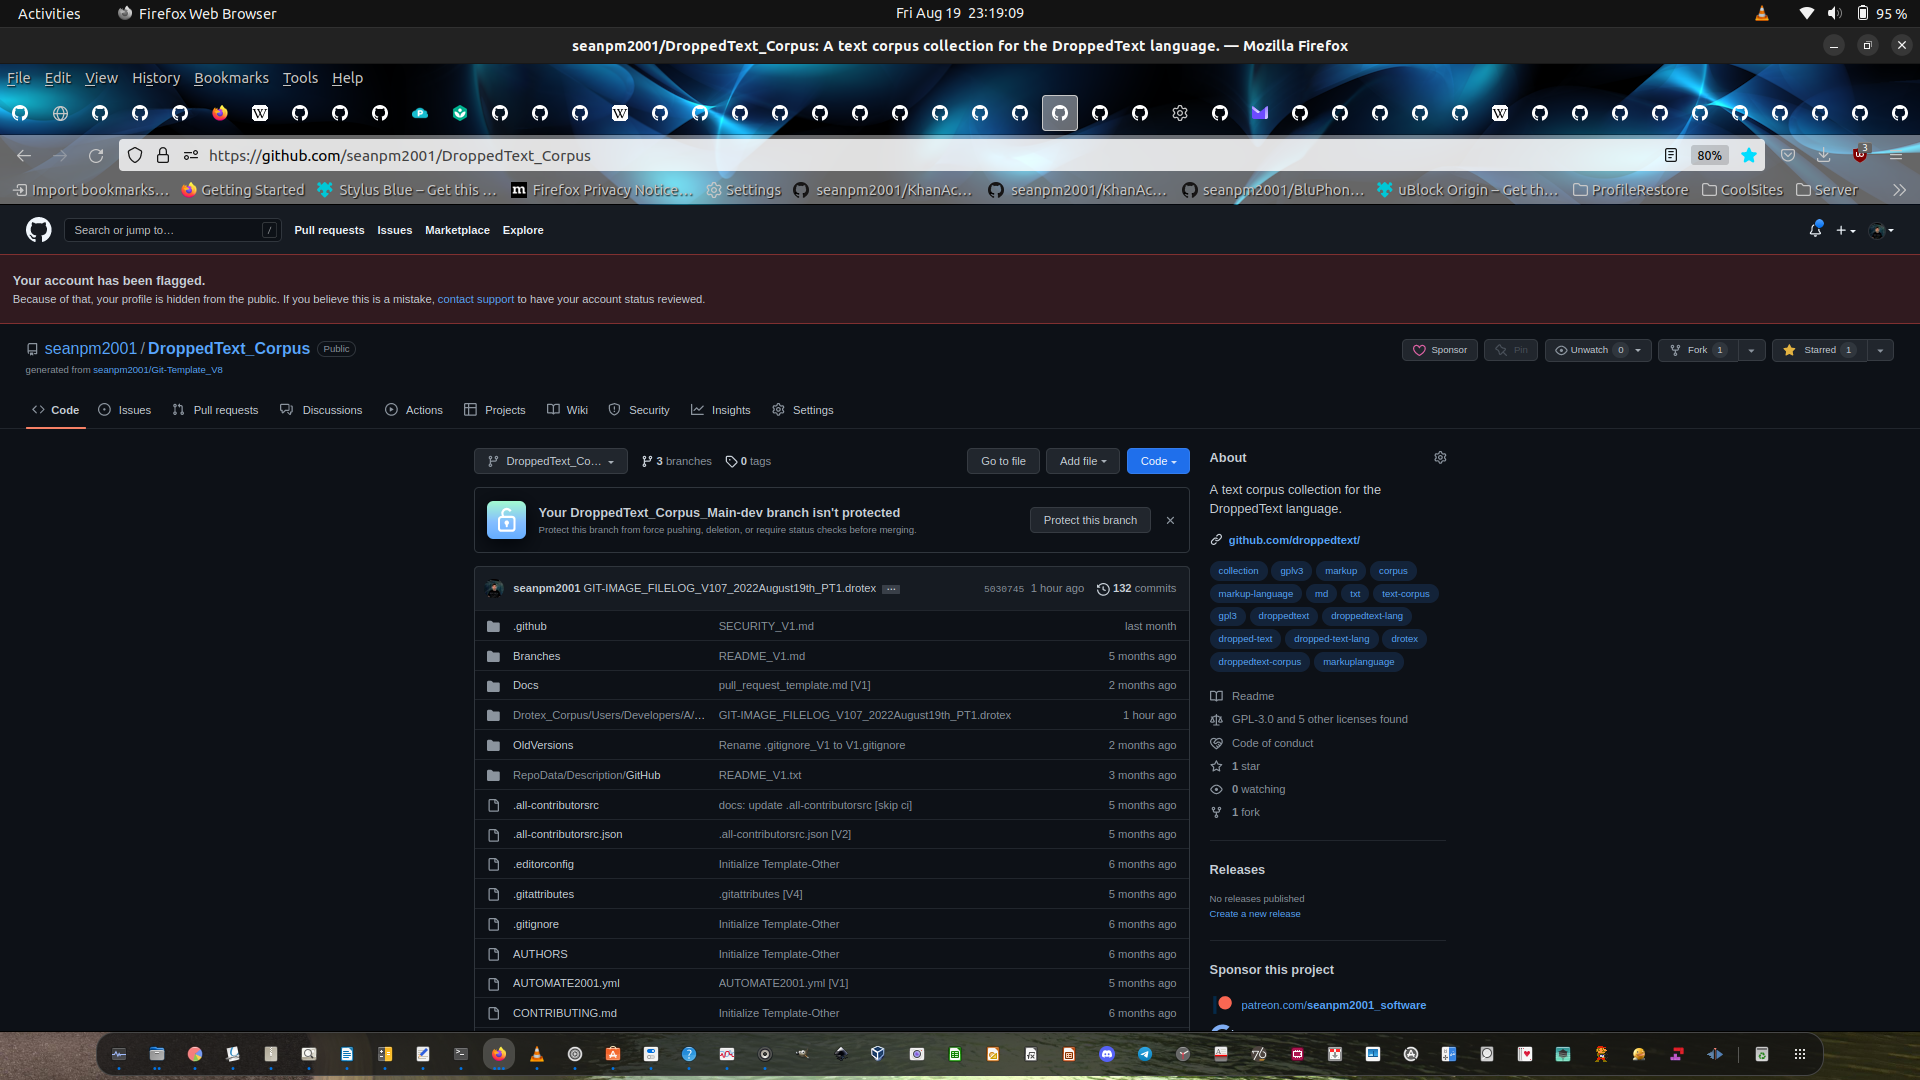 Activities
Firefox Web Browser
Fri Aug 19 23:19:09
95 %
seanpm2001/DroppedText_Corpus: A text corpus collection for the DroppedText language. — Mozilla Firefox
File Edit View History Bookmarks Tools Help
https://github.com/seanpm2001/DroppedText_Corpus
80%
3
Import bookmarks… Getting Started Stylus Blue – Get this … Firefox Privacy Notice… Settings seanpm2001/KhanAc… seanpm2001/KhanAc… seanpm2001/BluPhon… uBlock Origin – Get th… ProfileRestore CoolSites Server
Search or jump to… / Pull requests Issues Marketplace Explore
Your account has been flagged.
Because of that, your profile is hidden from the public. If you believe this is a mistake, contact support to have your account status reviewed.
seanpm2001 / DroppedText_Corpus Public
Sponsor Pin Unwatch 0 Fork 1 Starred 1
generated from seanpm2001/Git-Template_V8
Code Issues Pull requests Discussions Actions Projects Wiki Security Insights Settings
DroppedText_Co… 3 branches 0 tags Go to file Add file Code
Your DroppedText_Corpus_Main-dev branch isn't protected
Protect this branch from force pushing, deletion, or require status checks before merging.
Protect this branch
seanpm2001 GIT-IMAGE_FILELOG_V107_2022August19th_PT1.drotex … 5030745 1 hour ago 132 commits
.github SECURITY_V1.md last month
Branches README_V1.md 5 months ago
Docs pull_request_template.md [V1] 2 months ago
Drotex_Corpus/Users/Developers/A/… GIT-IMAGE_FILELOG_V107_2022August19th_PT1.drotex 1 hour ago
OldVersions Rename .gitignore_V1 to V1.gitignore 2 months ago
RepoData/Description/GitHub README_V1.txt 3 months ago
.all-contributorsrc docs: update .all-contributorsrc [skip ci] 5 months ago
.all-contributorsrc.json .all-contributorsrc.json [V2] 5 months ago
.editorconfig Initialize Template-Other 6 months ago
.gitattributes .gitattributes [V4] 5 months ago
.gitignore Initialize Template-Other 6 months ago
AUTHORS Initialize Template-Other 6 months ago
AUTOMATE2001.yml AUTOMATE2001.yml [V1] 5 months ago
CONTRIBUTING.md Initialize Template-Other 6 months ago
About
A text corpus collection for the
DroppedText language.
github.com/droppedtext/
collection gplv3 markup corpus
markup-language md txt text-corpus
gpl3 droppedtext droppedtext-lang
dropped-text dropped-text-lang drotex
droppedtext-corpus markuplanguage
Readme
GPL-3.0 and 5 other licenses found
Code of conduct
1 star
0 watching
1 fork
Releases
No releases published
Create a new release
Sponsor this project
patreon.com/seanpm2001_software